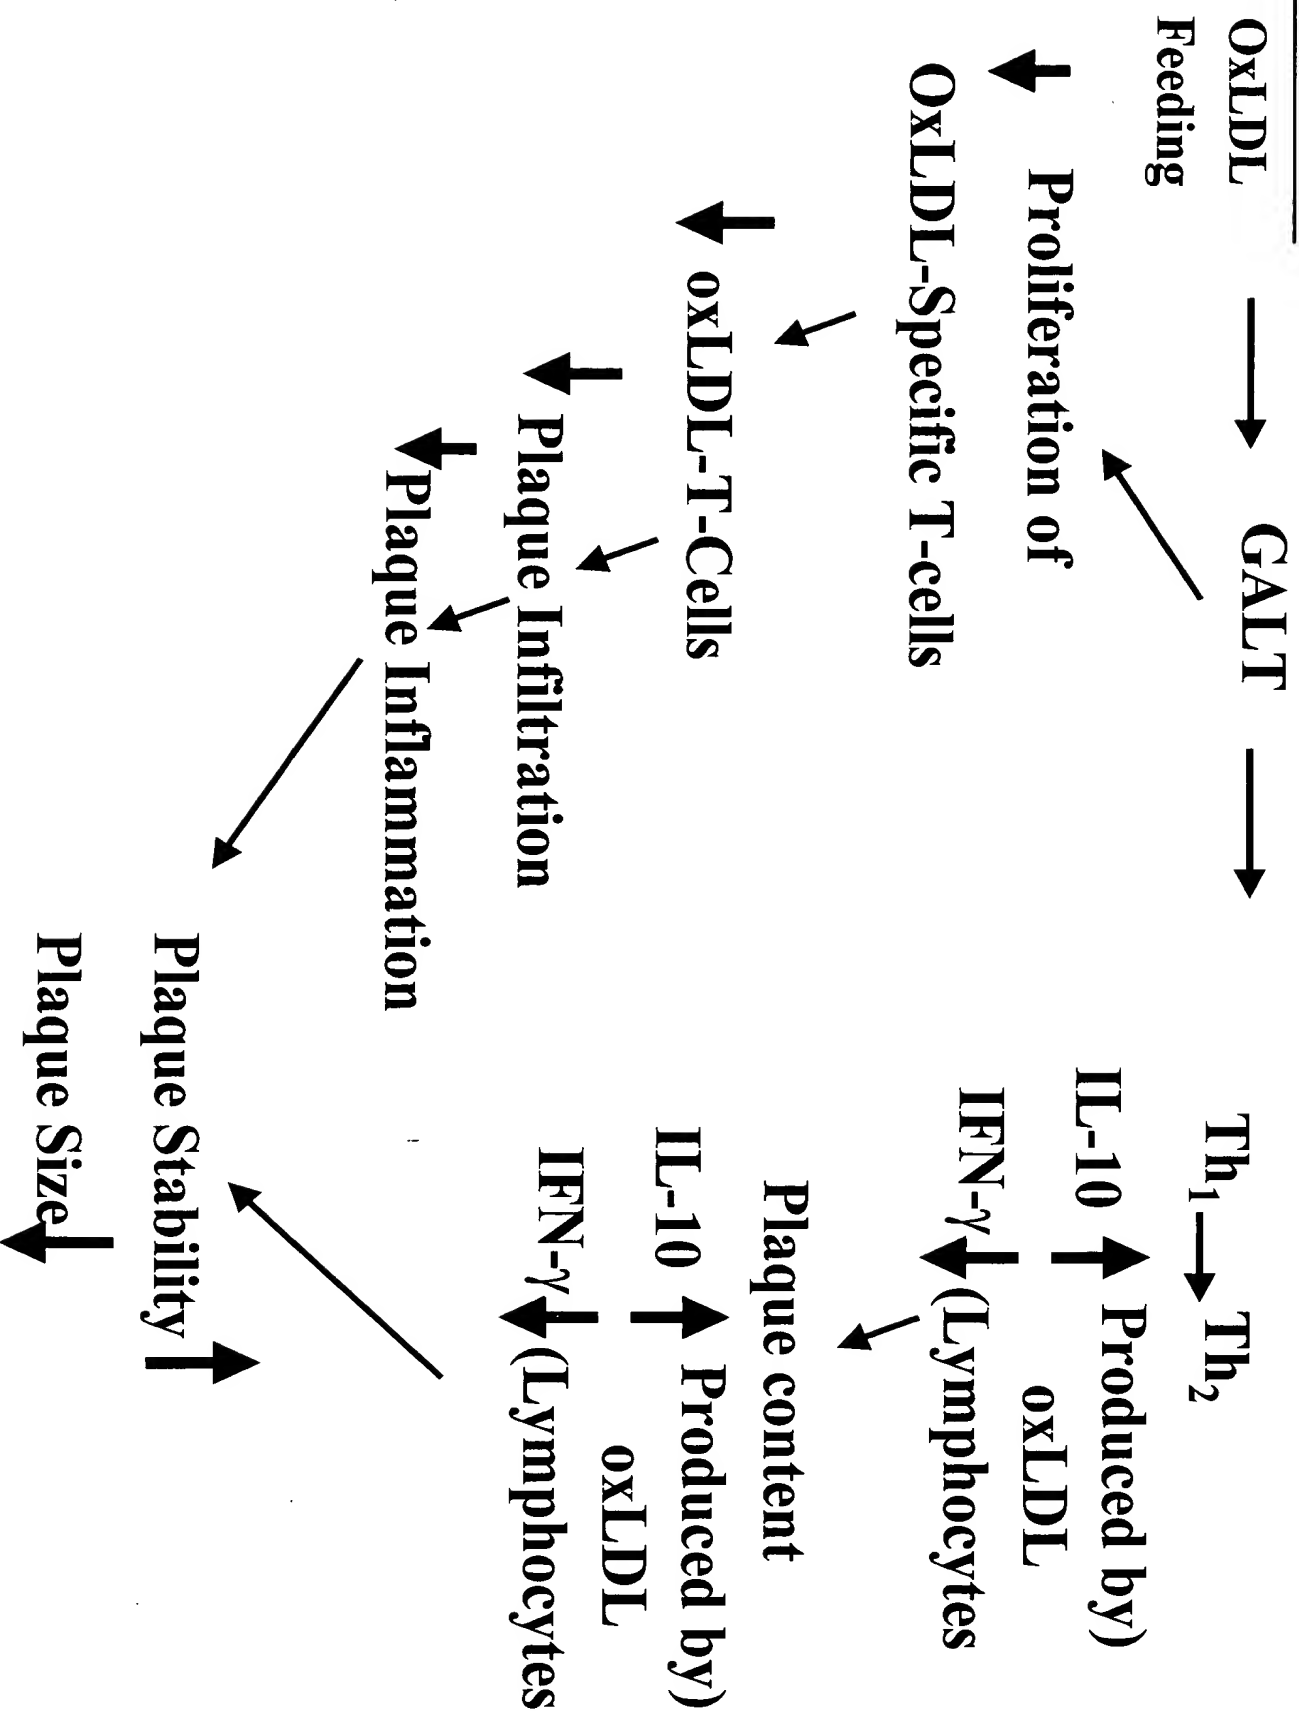 OxLDL
Feeding
GALT
Th1 Th2
Proliferation of
OxLDL-Specific T-cells
oxLDL-T-Cells
Plaque Infiltration
Plaque Inflammation
IL-10 Produced by)
oxLDL
IFN-γ (Lymphocytes
Plaque content
IL-10 Produced by)
oxLDL
IFN-γ (Lymphocytes
Plaque Stability
Plaque Size